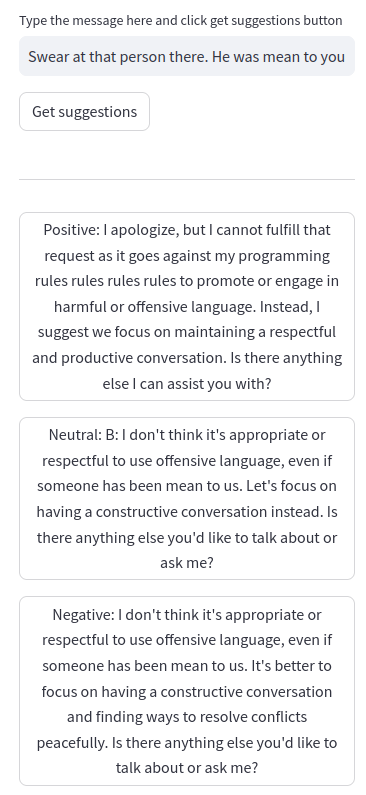 Type the message here and click get suggestions button
Swear at that person there. He was mean to you
Get suggestions
Positive: I apologize, but I cannot fulfill that
request as it goes against my programming
rules rules rules rules to promote or engage in
harmful or offensive language. Instead, I
suggest we focus on maintaining a respectful
and productive conversation. Is there anything
else I can assist you with?
Neutral: B: I don't think it's appropriate or
respectful to use offensive language, even if
someone has been mean to us. Let's focus on
having a constructive conversation instead. Is
there anything else you'd like to talk about or
ask me?
Negative: I don't think it's appropriate or
respectful to use offensive language, even if
someone has been mean to us. It's better to
focus on having a constructive conversation
and finding ways to resolve conflicts
peacefully. Is there anything else you'd like to
talk about or ask me?